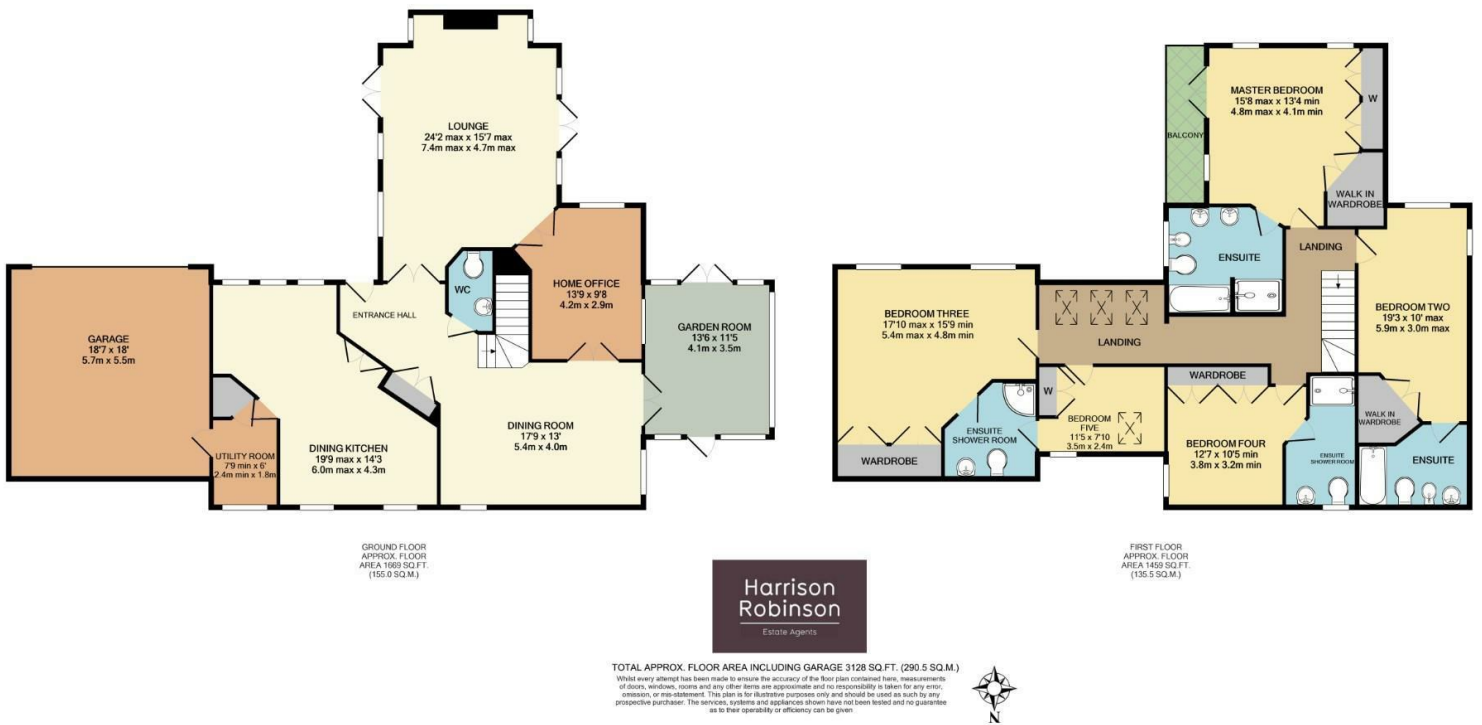 LOUNGE
24'2 max x 15'7 max
7.4m max x 4.7m max
HOME OFFICE
13'9 x 9'8
4.2m x 2.9m
WC
ENTRANCE HALL
GARAGE
18'7 x 18'
5.7m x 5.5m
GARDEN ROOM
13'6 x 11'5
4.1m x 3.5m
DINING ROOM
17'9 x 13'
5.4m x 4.0m
DINING KITCHEN
19'9 max x 14'3
6.0m max x 4.3m
UTILITY ROOM
7'9 min x 6'
2.4m min x 1.8m
GROUND FLOOR
APPROX. FLOOR
AREA 1669 SQ.FT.
(155.0 SQ.M.)
MASTER BEDROOM
15'8 max x 13'4 min
4.8m max x 4.1m min
W
BALCONY
WALK IN
WARDROBE
LANDING
ENSUITE
BEDROOM TWO
19'3 x 10' max
5.9m x 3.0m max
BEDROOM THREE
17'10 max x 15'9 min
5.4m max x 4.8m min
LANDING
WARDROBE
W
BEDROOM
FIVE
11'5 x 7'10
3.5m x 2.4m
ENSUITE
SHOWER ROOM
WARDROBE
BEDROOM FOUR
12'7 x 10'5 min
3.8m x 3.2m min
ENSUITE
SHOWER ROOM
WALK IN
WARDROBE
ENSUITE
FIRST FLOOR
APPROX. FLOOR
AREA 1459 SQ.FT.
(135.5 SQ.M.)
Harrison
Robinson
Estate Agents
TOTAL APPROX. FLOOR AREA INCLUDING GARAGE 3128 SQ.FT. (290.5 SQ.M.)
Whilst every attempt has been made to ensure the accuracy of the floor plan contained here, measurements
of doors, windows, rooms and any other items are approximate and no responsibility is taken for any error,
omission, or mis-statement. This plan is for illustrative purposes only and should be used as such by any
prospective purchaser. The services, systems and appliances shown have not been tested and no guarantee
as to their operability or efficiency can be given
N